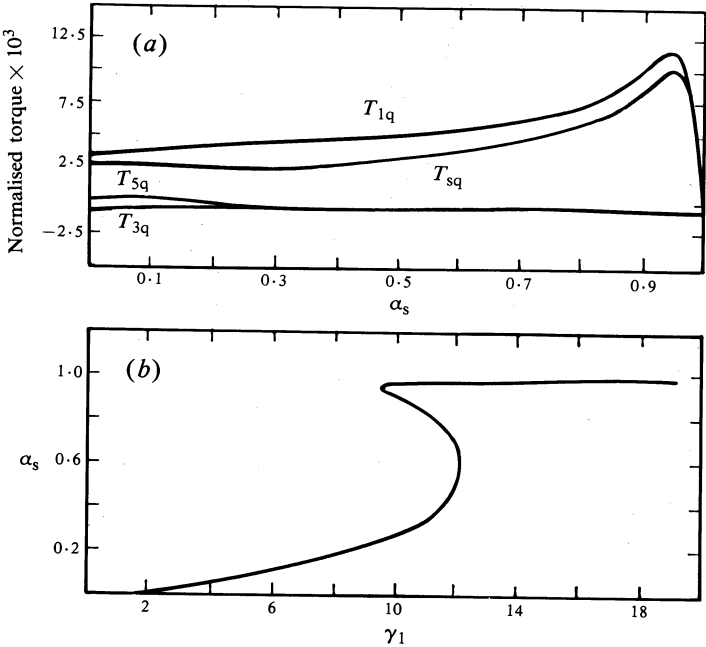 (a)
Normalised torque × 10³
12·5
7·5
2·5
−2·5
T₁q
Tsq
T₅q
T₃q
0·1 0·3 0·5 0·7 0·9
αs
(b)
αs
1·0
0·6
0·2
2 6 10 14 18
γ₁